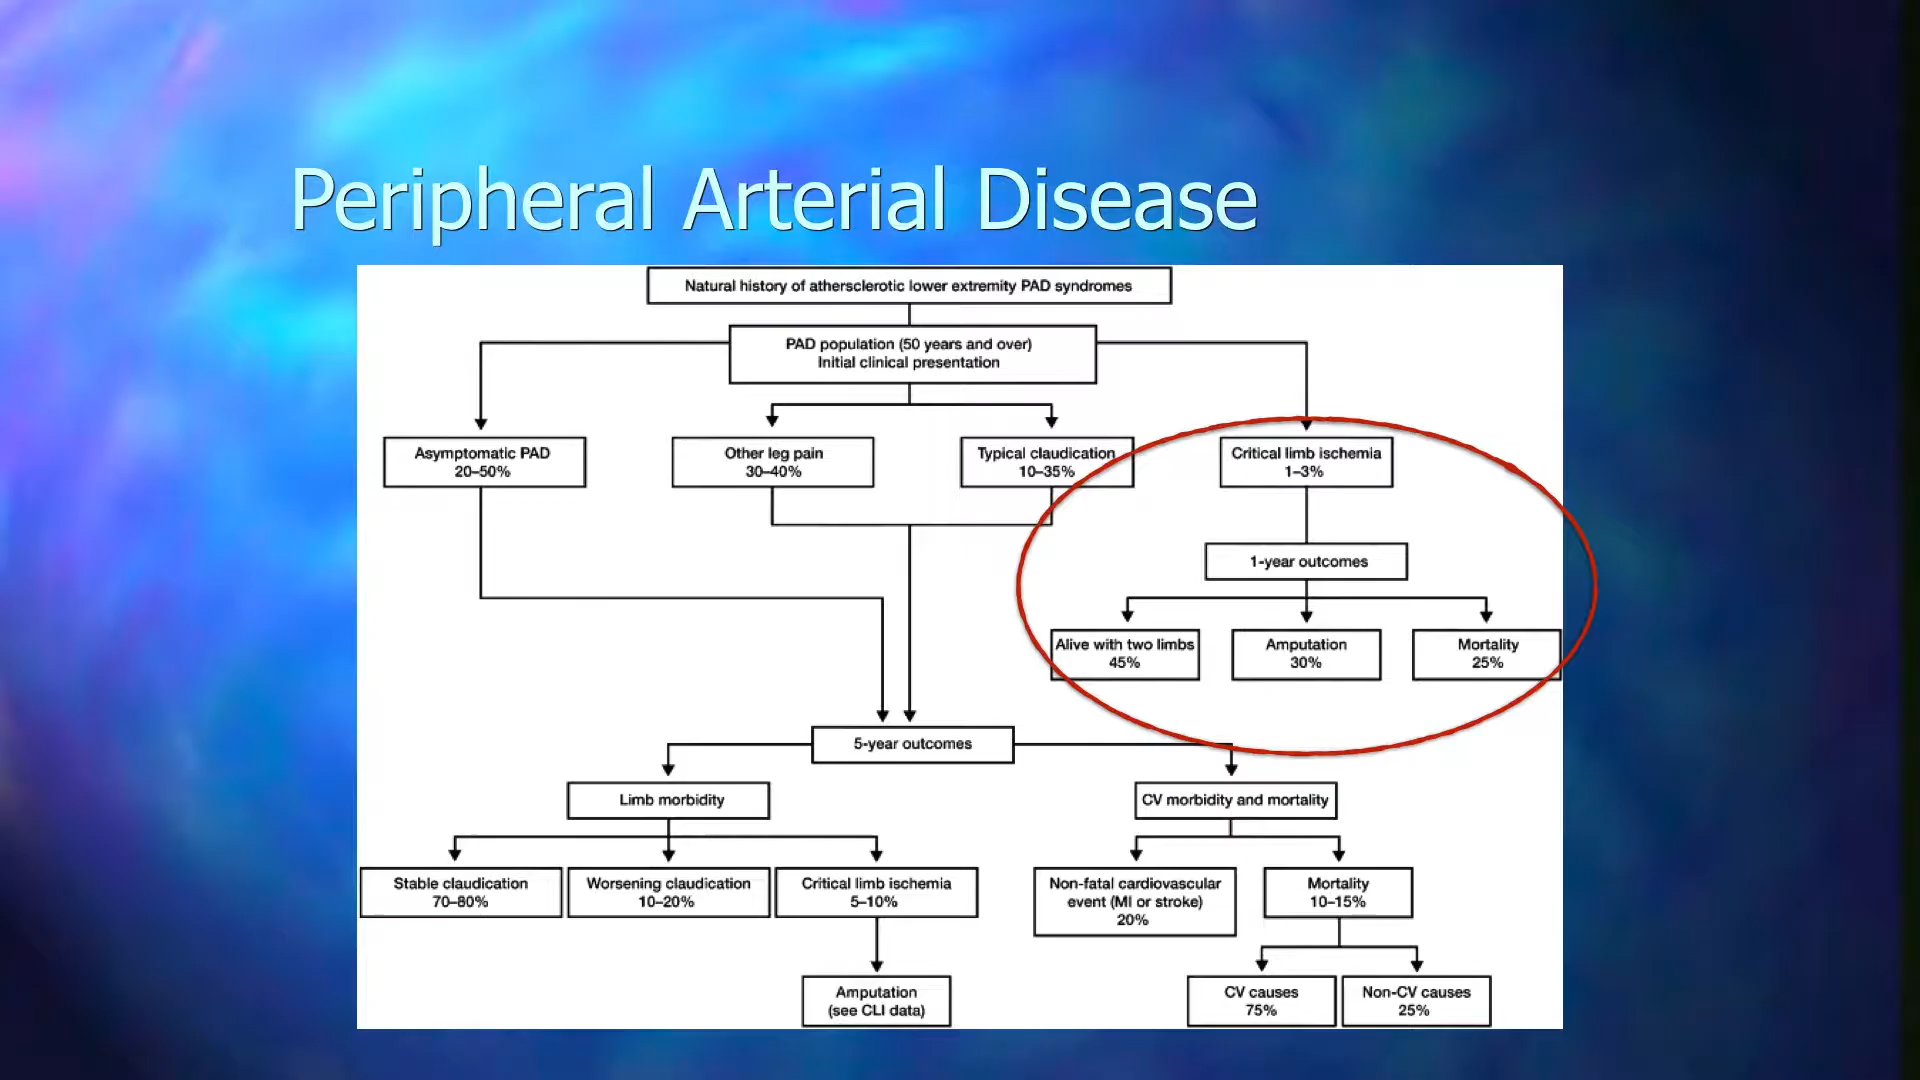 Peripheral Arterial Disease
Natural history of athersclerotic lower extremity PAD syndromes
PAD population (50 years and over)
Initial clinical presentation
Asymptomatic PAD
20–50%
Other leg pain
30–40%
Typical claudication
10–35%
Critical limb ischemia
1–3%
1-year outcomes
Alive with two limbs
45%
Amputation
30%
Mortality
25%
5-year outcomes
Limb morbidity
CV morbidity and mortality
Stable claudication
70–80%
Worsening claudication
10–20%
Critical limb ischemia
5–10%
Non-fatal cardiovascular
event (MI or stroke)
20%
Mortality
10–15%
Amputation
(see CLI data)
CV causes
75%
Non-CV causes
25%